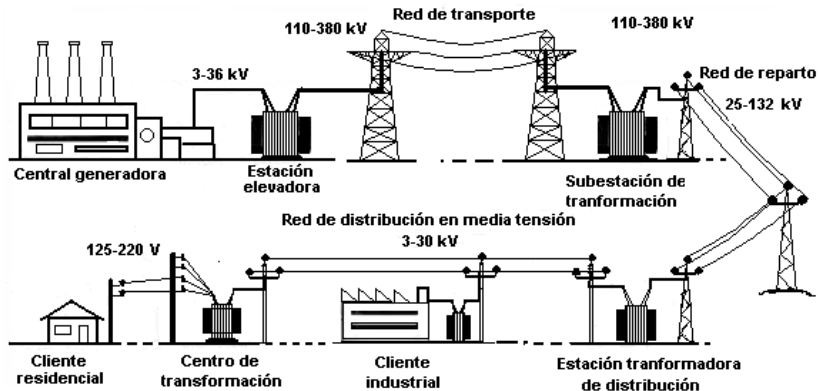 Red de transporte
110-380 kV
110-380 kV
3-36 kV
Red de reparto
25-132 kV
Central generadora
Estación
elevadora
Subestación de
tranformación
Red de distribución en media tensión
3-30 kV
125-220 V
Cliente
residencial
Centro de
transformación
Cliente
industrial
Estación tranformadora
de distribución